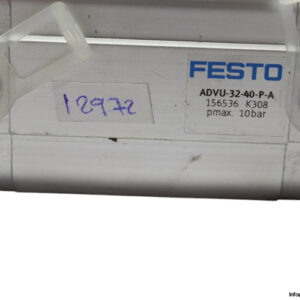 FESTO
ADVU-32-40-P-A
156536 K308
pmax. 10bar
12972